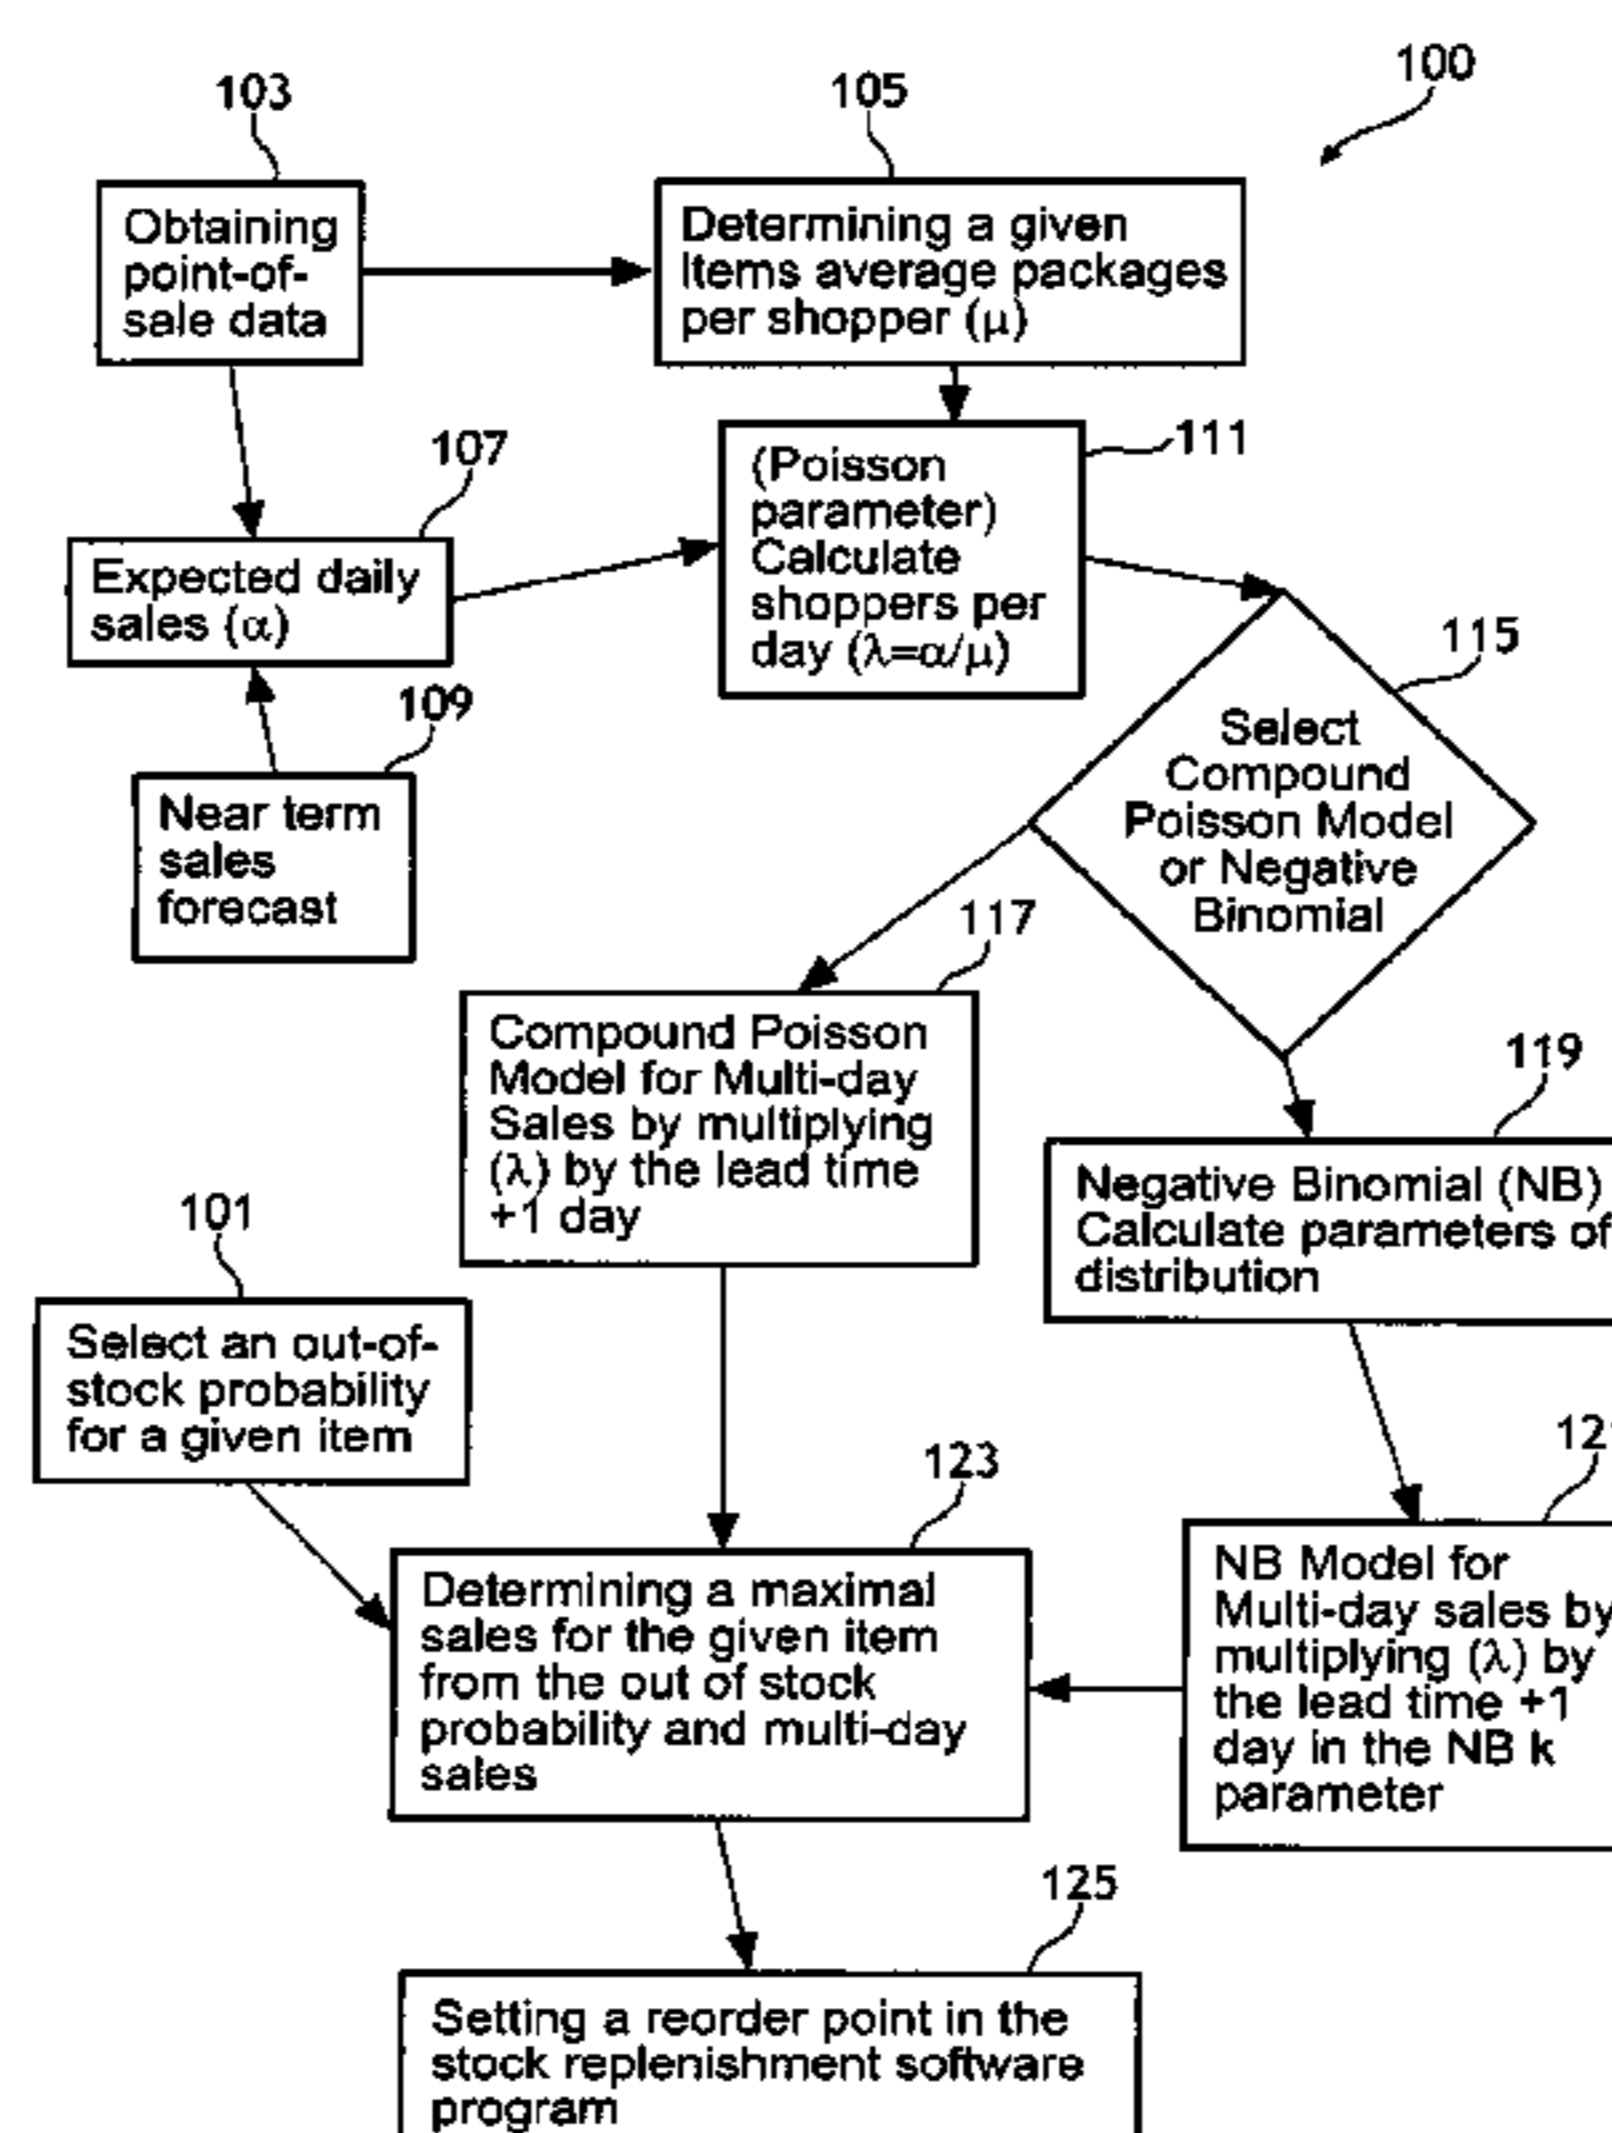 100
103
105
Obtaining
point-of-
sale data
Determining a given
Items average packages
per shopper (μ)
107
111
Expected daily
sales (α)
(Poisson
parameter)
Calculate
shoppers per
day (λ=α/μ)
109
Near term
sales
forecast
115
Select
Compound
Poisson Model
or Negative
Binomial
117
Compound Poisson
Model for Multi-day
Sales by multiplying
(λ) by the lead time
+1 day
119
Negative Binomial (NB)
Calculate parameters of
distribution
101
Select an out-of-
stock probability
for a given item
123
Determining a maximal
sales for the given item
from the out of stock
probability and multi-day
sales
NB Model for
Multi-day sales by
multiplying (λ) by
the lead time +1
day in the NB k
parameter
125
Setting a reorder point in the
stock replenishment software
program